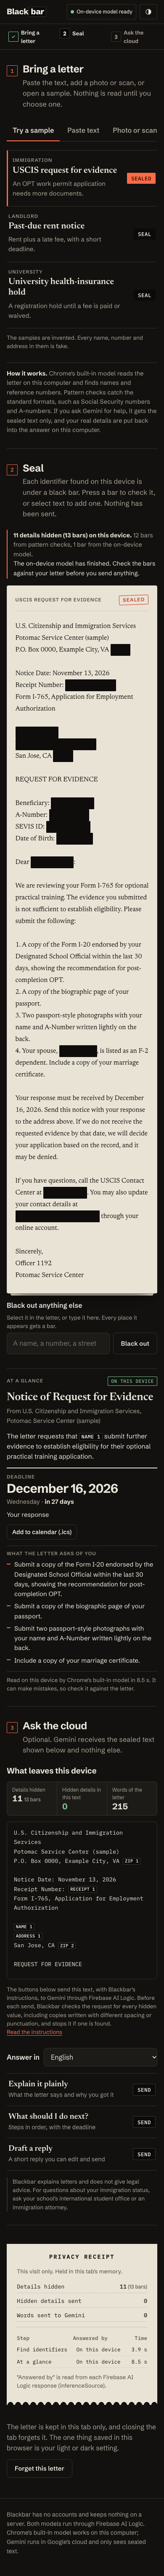 Black bar
On-device model ready
Bring a
letter
2 Seal
3 Ask the
cloud
1 Bring a letter
Paste the text, add a photo or scan, or
open a sample. Nothing is read until you
choose one.
Try a sample
Paste text
Photo or scan
IMMIGRATION
USCIS request for evidence
An OPT work permit application
needs more documents.
SEALED
LANDLORD
Past-due rent notice
Rent plus a late fee, with a short
deadline.
SEAL
UNIVERSITY
University health-insurance
hold
A registration hold until a fee is paid or
waived.
SEAL
The samples are invented. Every name, number and
address in them is fake.
How it works. Chrome's built-in model reads the
letter on this computer and finds names and
reference numbers. Pattern checks catch the
standard formats, such as Social Security numbers
and A-numbers. If you ask Gemini for help, it gets the
sealed text only, and your real details are put back
into the answer on this computer.
2 Seal
Each identifier found on this device is
under a black bar. Press a bar to check it,
or select text to add one. Nothing has
been sent.
11 details hidden (13 bars) on this device. 12 bars
from pattern checks, 1 bar from the on-device
model.
The on-device model has finished. Check the bars
against your letter before you send anything.
USCIS REQUEST FOR EVIDENCE
SEALED
U.S. Citizenship and Immigration Services
Potomac Service Center (sample)
P.O. Box 0000, Example City, VA
Notice Date: November 13, 2026
Receipt Number:
Form I-765, Application for Employment
Authorization
San Jose, CA
REQUEST FOR EVIDENCE
Beneficiary:
A-Number:
SEVIS ID:
Date of Birth:
Dear :
We are reviewing your Form I-765 for optional
practical training. The evidence you submitted
is not sufficient to establish eligibility. Please
submit the following:
1. A copy of the Form I-20 endorsed by your
Designated School Official within the last 30
days, showing the recommendation for post-
completion OPT.
2. A copy of the biographic page of your
passport.
3. Two passport-style photographs with your
name and A-Number written lightly on the
back.
4. Your spouse, , is listed as an F-2
dependent. Include a copy of your marriage
certificate.
Your response must be received by December
16, 2026. Send this notice with your response
to the address above. If we do not receive the
requested evidence by that date, we will decide
your application based on the record, and it
may be denied.
If you have questions, call the USCIS Contact
Center at . You may also update
your contact details at
through your
online account.
Sincerely,
Officer 1192
Potomac Service Center
Black out anything else
Select it in the letter, or type it here. Every place it
appears gets a bar.
A name, a number, a street
Black out
AT A GLANCE
ON THIS DEVICE
Notice of Request for Evidence
From U.S. Citizenship and Immigration Services,
Potomac Service Center (sample)
The letter requests that NAME 1 submit further
evidence to establish eligibility for their optional
practical training.
DEADLINE
December 16, 2026
Wednesday · in 27 days
Your response
Add to calendar (.ics)
WHAT THE LETTER ASKS OF YOU
Submit a copy of the Form I-20 endorsed by the
Designated School Official within the last 30
days, showing the recommendation for post-
completion OPT.
Submit a copy of the biographic page of your
passport.
Submit two passport-style photographs with
your name and A-Number written lightly on the
back.
Include a copy of your marriage certificate.
Read on this device by Chrome's built-in model in 8.5 s. It
can make mistakes, so check it against the letter.
3 Ask the cloud
Optional. Gemini receives the sealed text
shown below and nothing else.
What leaves this device
Details hidden
11 13 bars
Hidden details in
this text
0
Words of the
letter
215
U.S. Citizenship and Immigration
Services
Potomac Service Center (sample)
P.O. Box 0000, Example City, VA ZIP 1
Notice Date: November 13, 2026
Receipt Number: RECEIPT 1
Form I-765, Application for Employment
Authorization
NAME 1
ADDRESS 1
San Jose, CA ZIP 2
REQUEST FOR EVIDENCE
The buttons below send this text, with Blackbar's
instructions, to Gemini through Firebase AI Logic. Before
each send, Blackbar checks the request for every hidden
value, including copies written with different spacing or
punctuation, and stops if one is found.
Read the instructions
Answer in
English
Explain it plainly
What the letter says and why you got it
SEND
What should I do next?
Steps in order, with the deadline
SEND
Draft a reply
A short reply you can edit and send
SEND
Blackbar explains letters and does not give legal
advice. For questions about your immigration status,
ask your school's international student office or an
immigration attorney.
PRIVACY RECEIPT
This visit only. Held in this tab's memory.
Details hidden 11 (13 bars)
Hidden details sent 0
Words sent to Gemini 0
Step Answered by Time
Find identifiers On this device 3.9 s
At a glance On this device 8.5 s
"Answered by" is read from each Firebase AI
Logic response (inferenceSource).
The letter is kept in this tab only, and closing the
tab forgets it. The one thing saved in this
browser is your light or dark setting.
Forget this letter
Blackbar has no accounts and keeps nothing on a
server. Both models run through Firebase AI Logic.
Chrome's built-in model works on this computer;
Gemini runs in Google's cloud and only sees sealed
text.